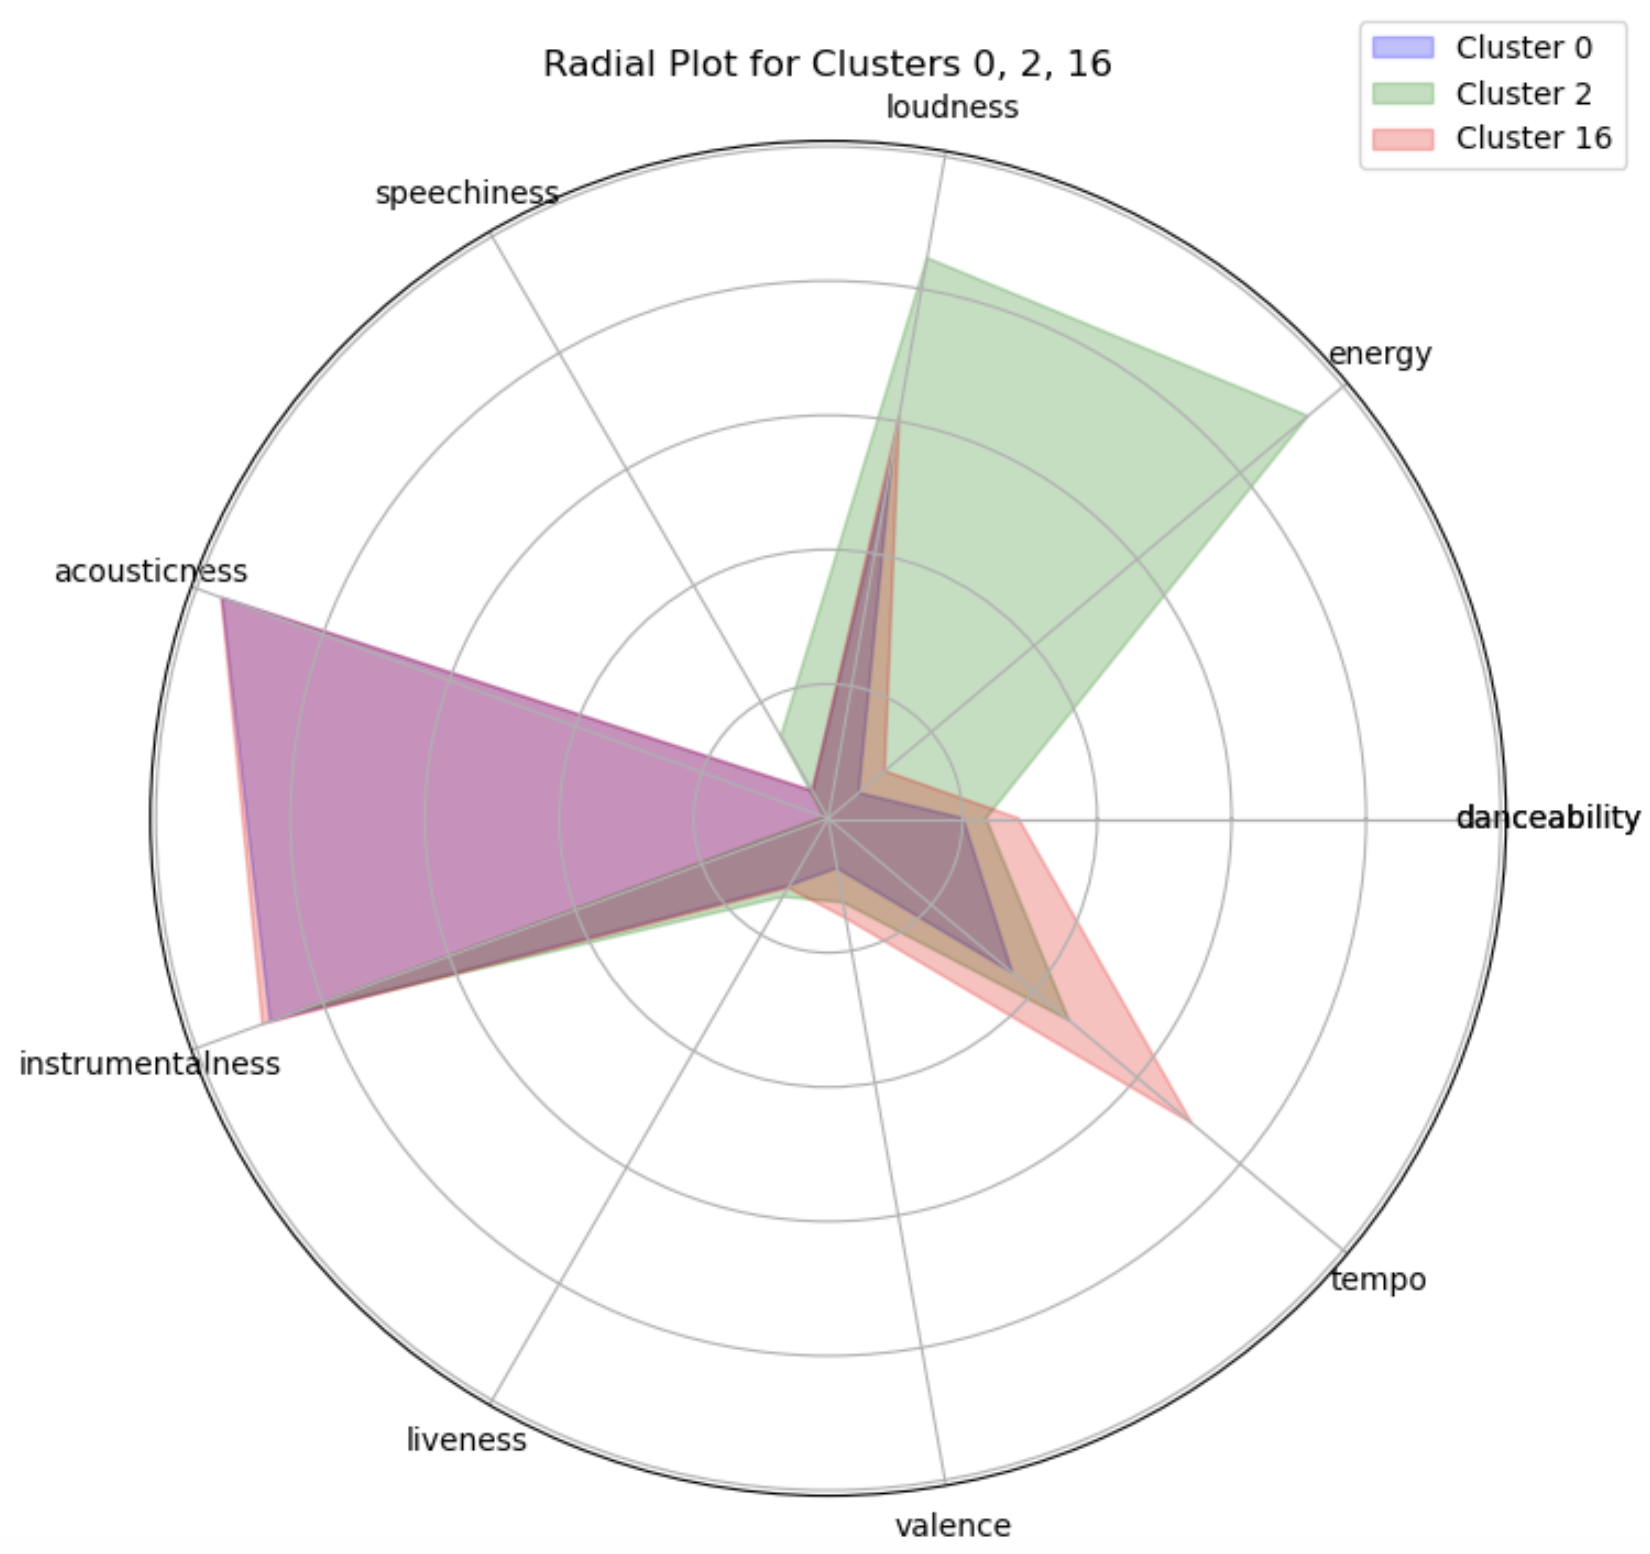 Radial Plot for Clusters 0, 2, 16
Cluster 0
Cluster 2
Cluster 16
loudness
speechiness
energy
acousticness
danceability
instrumentalness
tempo
liveness
valence